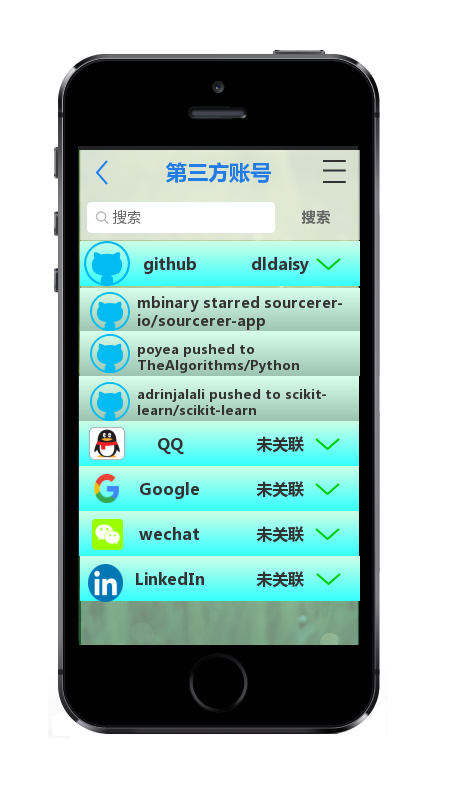 第三方账号
搜索 搜索
github dldaisy
mbinary starred sourcerer-
io/sourcerer-app
poyea pushed to
TheAlgorithms/Python
adrinjalali pushed to scikit-
learn/scikit-learn
QQ 未关联
Google 未关联
wechat 未关联
LinkedIn 未关联